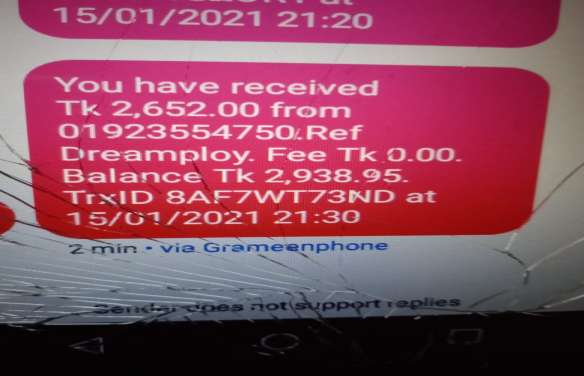 15/01/2021 21:20
You have received
Tk 2,652.00 from
01923554750.Ref
Dreamploy. Fee Tk 0.00.
Balance Tk 2,938.95.
TrxID 8AF7WT73ND at
15/01/2021 21:30
2 min • via Grameenphone
Sender does not support replies